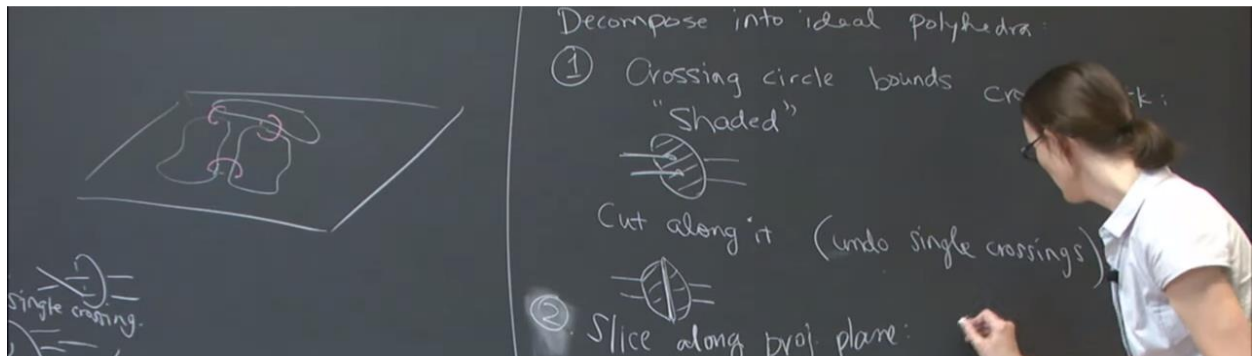 single crossing.
Decompose into ideal polyhedra:
① Crossing circle bounds
"Shaded"
Cut along it (undo single crossings)
② Slice along proj. plane: